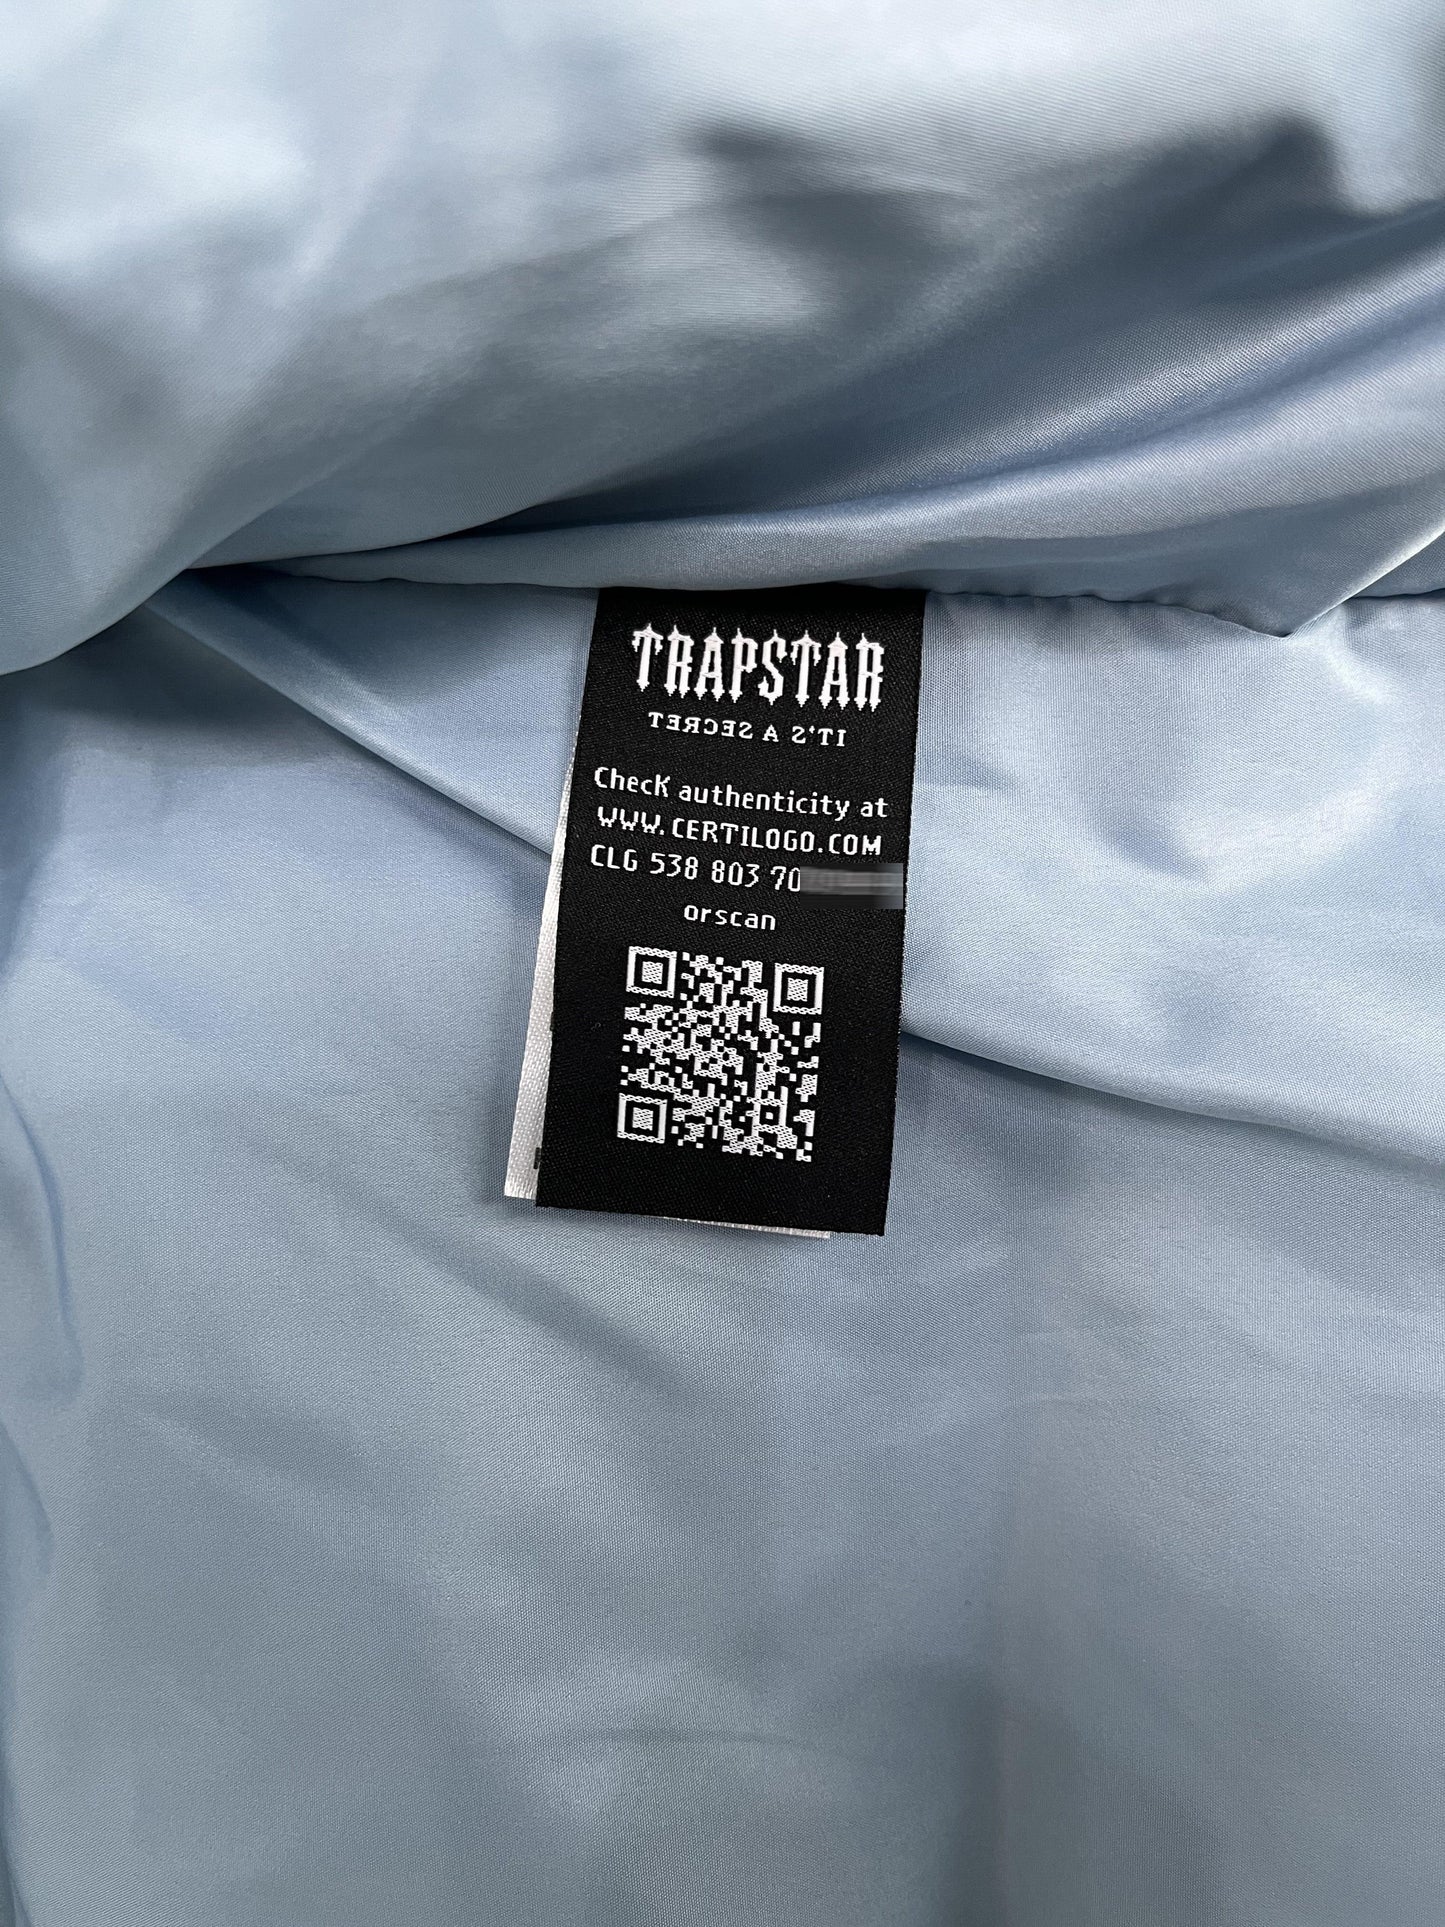 TRAPSTAR
IT'S A SECRET
ChecK authenticity at
WWW.CERTILOGO.COM
CLG 538 803 70
orscan